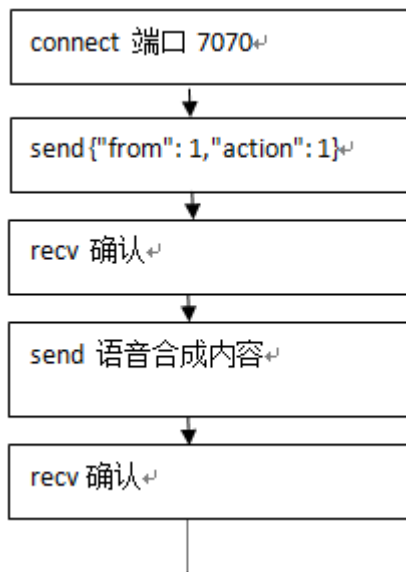 connect 端口 7070
send {"from": 1,"action": 1}
recv 确认
send 语音合成内容
recv 确认